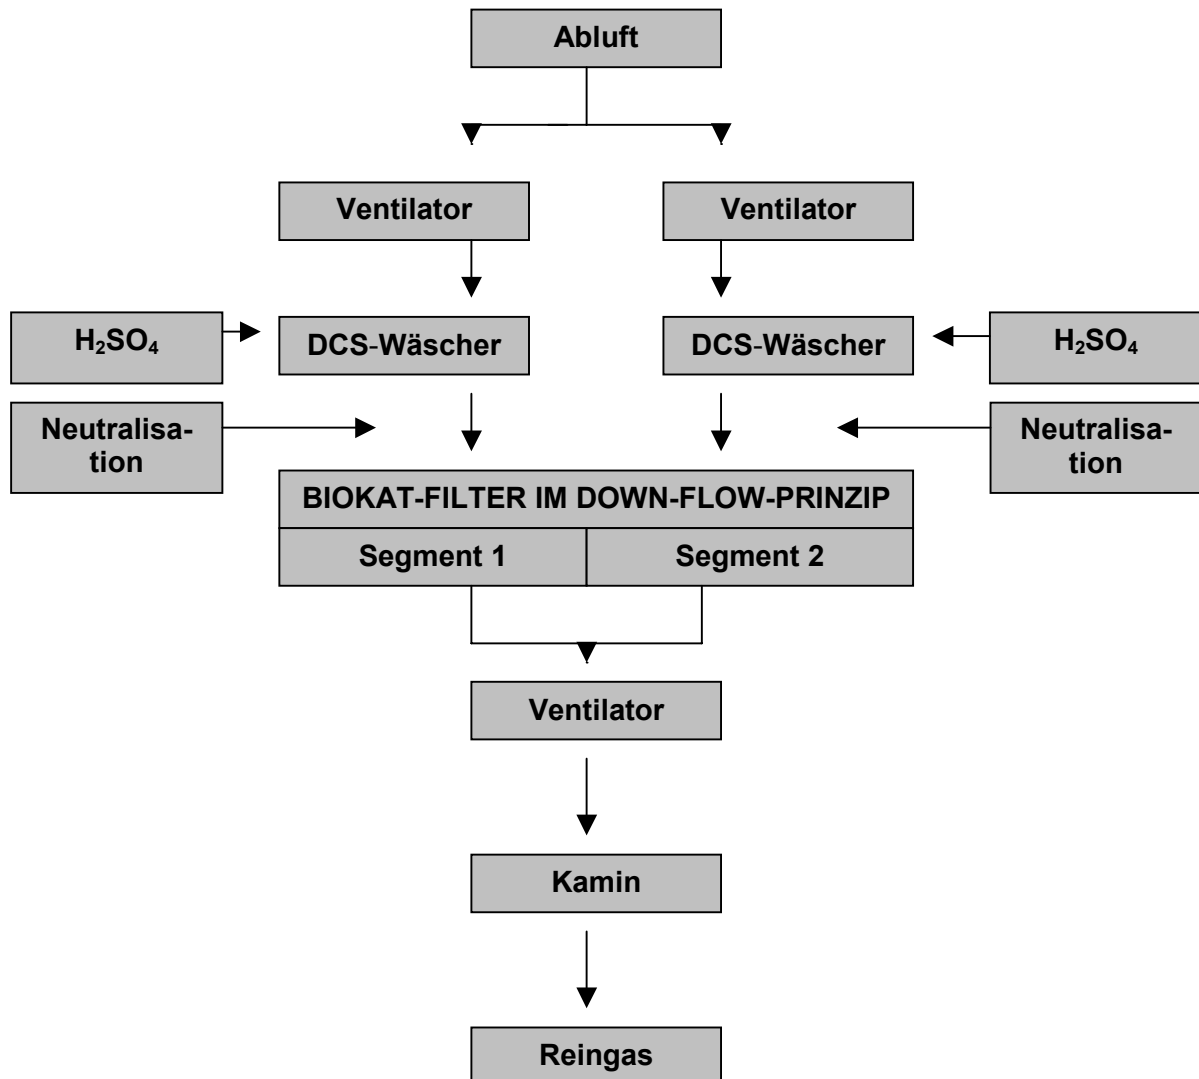 Abluft
Ventilator
Ventilator
H₂SO₄
DCS-Wäscher
DCS-Wäscher
H₂SO₄
Neutralisa-
tion
Neutralisa-
tion
BIOKAT-FILTER IM DOWN-FLOW-PRINZIP
Segment 1
Segment 2
Ventilator
Kamin
Reingas